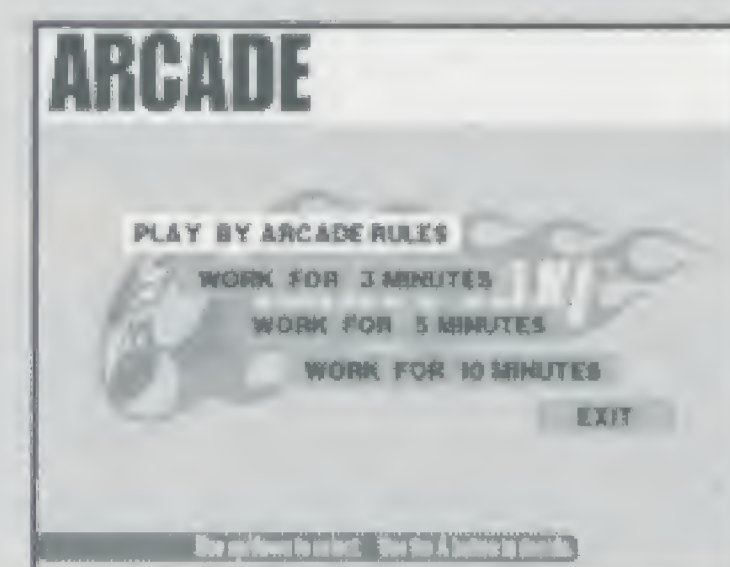 ARCADE
PLAY BY ARCADE RULES
WORK FOR 3 MINUTES
WORK FOR 5 MINUTES
WORK FOR 10 MINUTES
EXIT